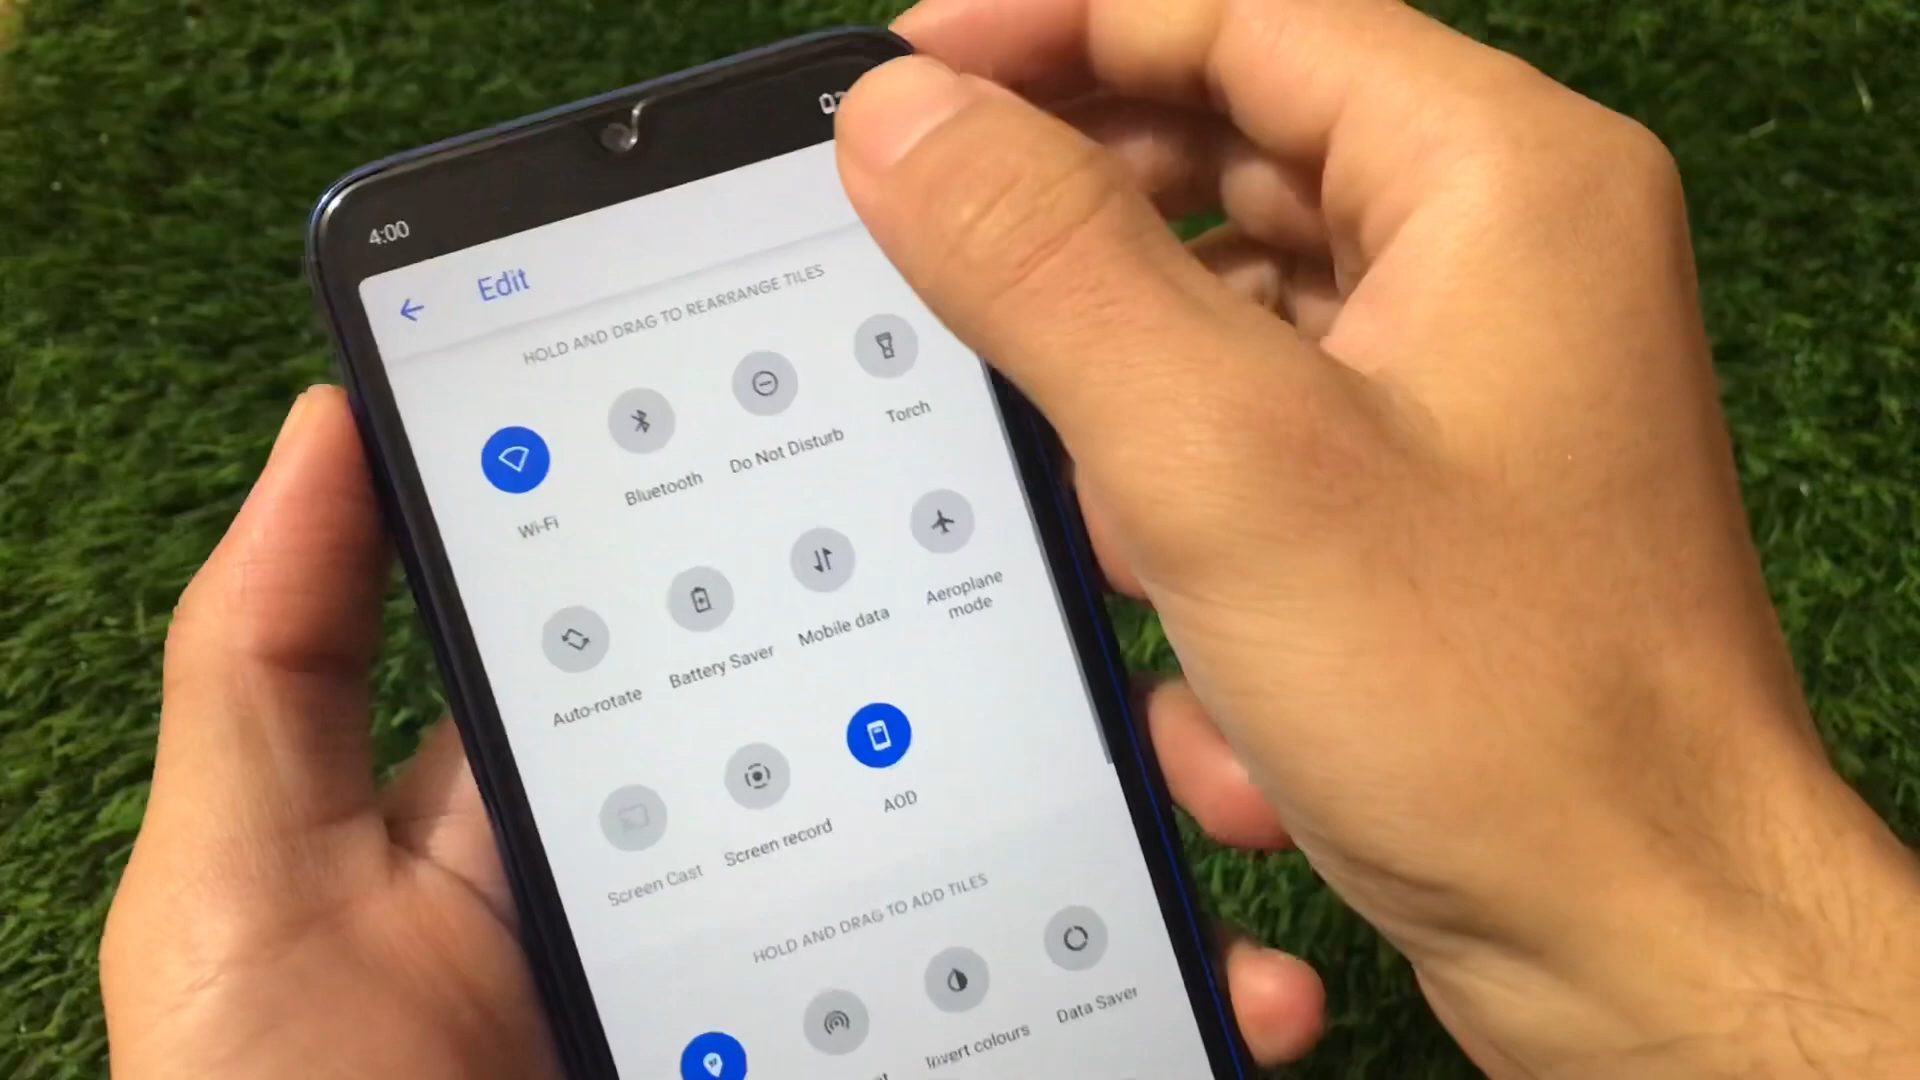 4:00
Edit
HOLD AND DRAG TO REARRANGE TILES
Wi-Fi
Bluetooth
Do Not Disturb
Torch
Auto-rotate
Battery Saver
Mobile data
Aeroplane
mode
Screen Cast
Screen record
AOD
HOLD AND DRAG TO ADD TILES
Invert colours
Data Saver